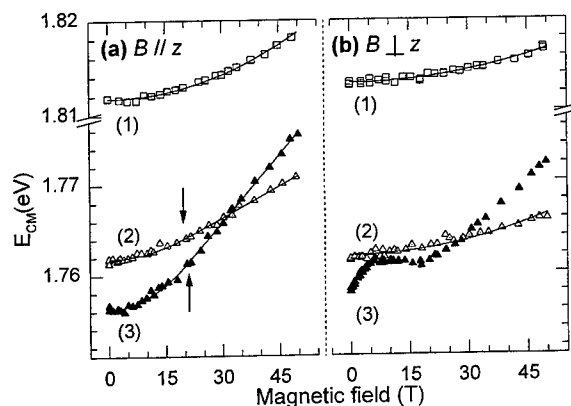 1.82
(a) B // z
(b) B ⊥ z
1.81
(1)
(1)
1.77
(2)
(2)
1.76
(3)
(3)
E_CM(eV)
0 15 30 45
0 15 30 45
Magnetic field (T)